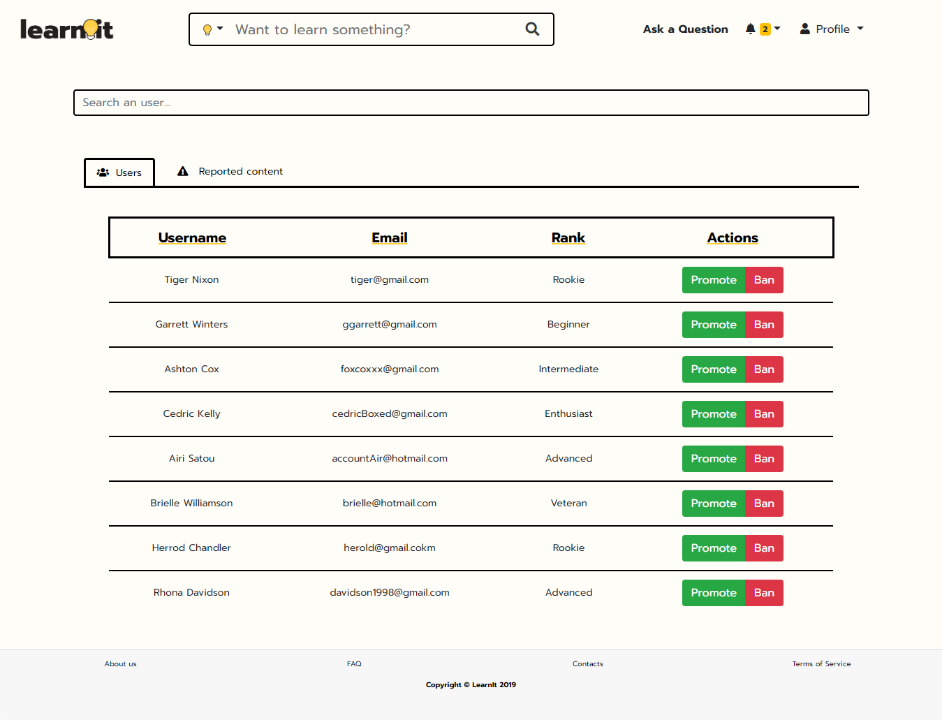 learnit
Want to learn something?
Ask a Question
2
Profile
Search an user...
Users
Reported content
Username Email Rank Actions
Tiger Nixon tiger@gmail.com Rookie Promote Ban
Garrett Winters ggarrett@gmail.com Beginner Promote Ban
Ashton Cox foxcoxxx@gmail.com Intermediate Promote Ban
Cedric Kelly cedricBoxed@gmail.com Enthusiast Promote Ban
Airi Satou accountAir@hotmail.com Advanced Promote Ban
Brielle Williamson brielle@hotmail.com Veteran Promote Ban
Herrod Chandler herold@gmail.cokm Rookie Promote Ban
Rhona Davidson davidson1998@gmail.com Advanced Promote Ban
About us FAQ Contacts Terms of Service
Copyright © LearnIt 2019